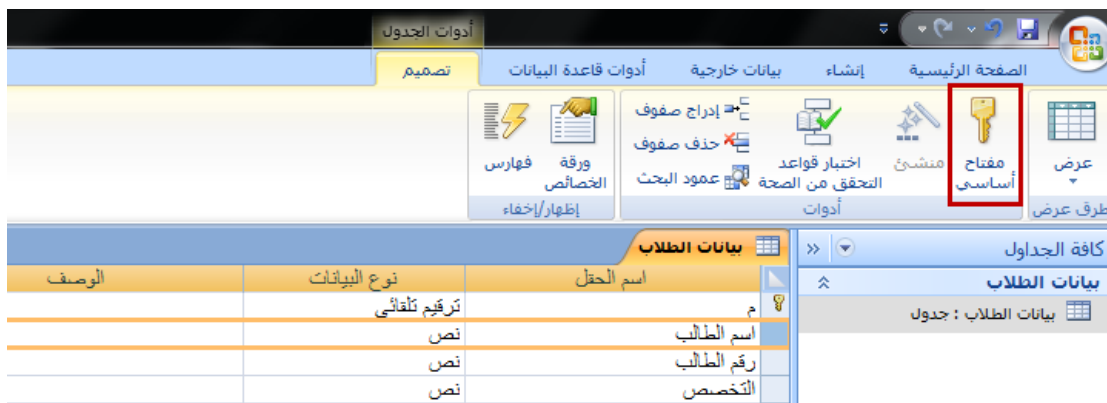 أدوات الجدول
الصفحة الرئيسية
إنشاء
بيانات خارجية
أدوات قاعدة البيانات
تصميم
عرض
طرق عرض
مفتاح أساسي
منشئ
اختبار قواعد التحقق من الصحة
إدراج صفوف
حذف صفوف
عمود البحث
أدوات
ورقة الخصائص
فهارس
إظهار/إخفاء
كافة الجداول
بيانات الطلاب
بيانات الطلاب : جدول
بيانات الطلاب
اسم الحقل نوع البيانات الوصف
م ترقيم تلقائي
اسم الطالب نص
رقم الطالب نص
التخصص نص